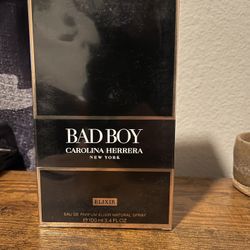 BAD BOY
CAROLINA HERRERA
NEW YORK
ELIXIR
EAU DE PARFUM ELIXIR NATURAL SPRAY
℮100 ml 3.4 FL OZ